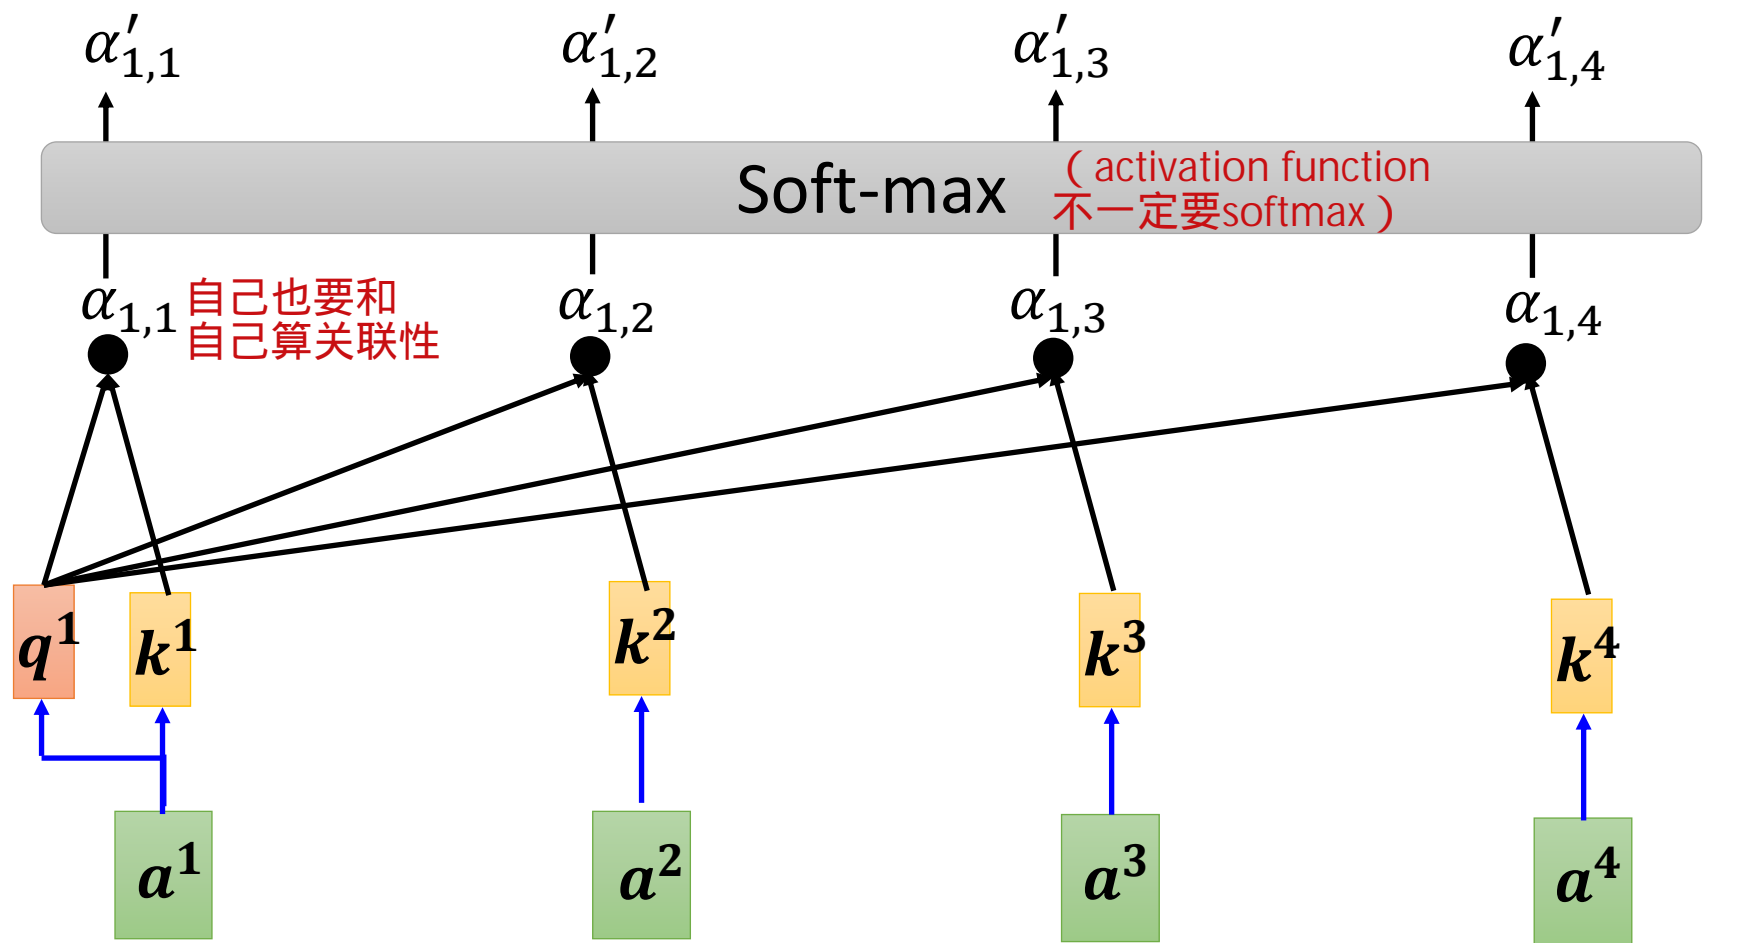 α′1,1 α′1,2 α′1,3 α′1,4
Soft-max
（activation function
不一定要softmax）
α1,1 α1,2 α1,3 α1,4
自己也要和
自己算关联性
q¹ k¹ k² k³ k⁴
a¹ a² a³ a⁴